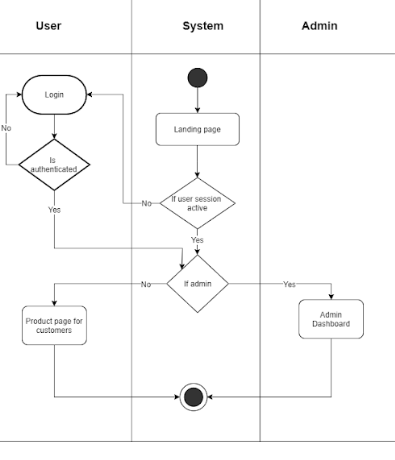 User
System
Admin
Login
Landing page
No
Is
authenticated
If user session
active
No
Yes
Yes
If admin
No
Yes
Product page for
customers
Admin
Dashboard